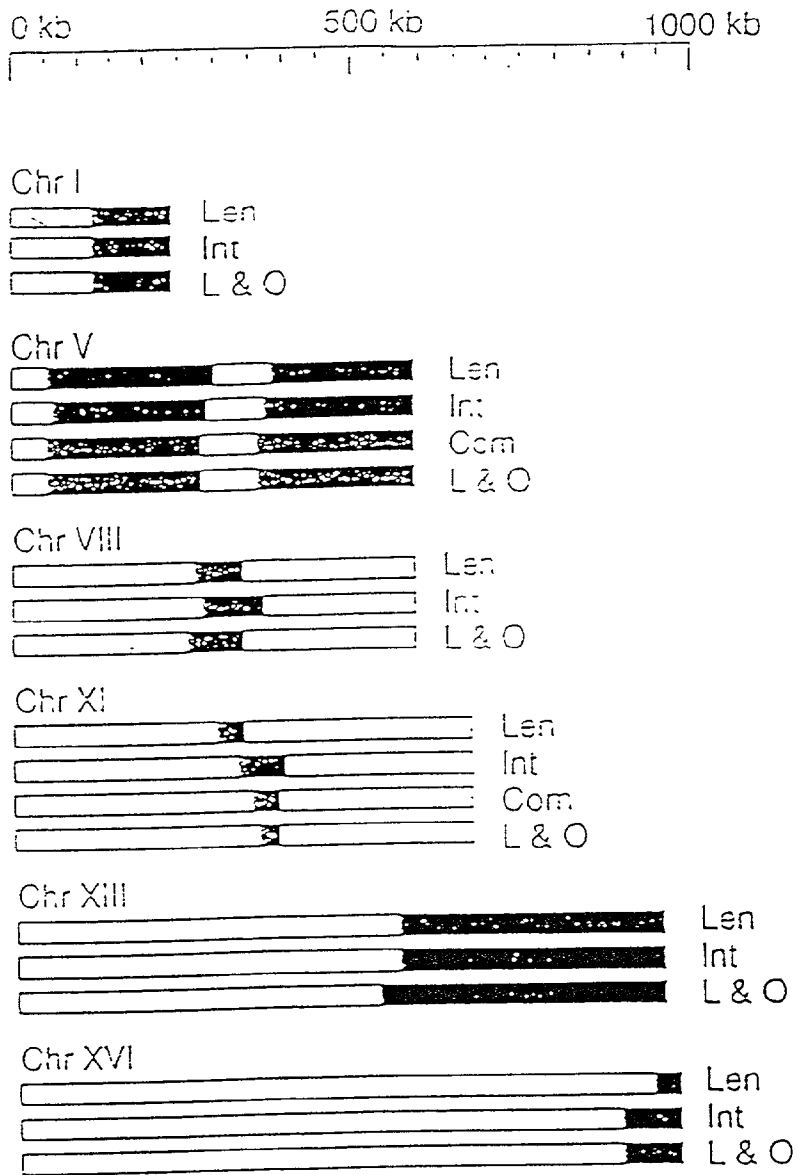 0 kb 500 kb 1000 kb
Chr I
Len
Int
L & O
Chr V
Len
Int
Com
L & O
Chr VIII
Len
Int
L & O
Chr XI
Len
Int
Com
L & O
Chr XIII
Len
Int
L & O
Chr XVI
Len
Int
L & O